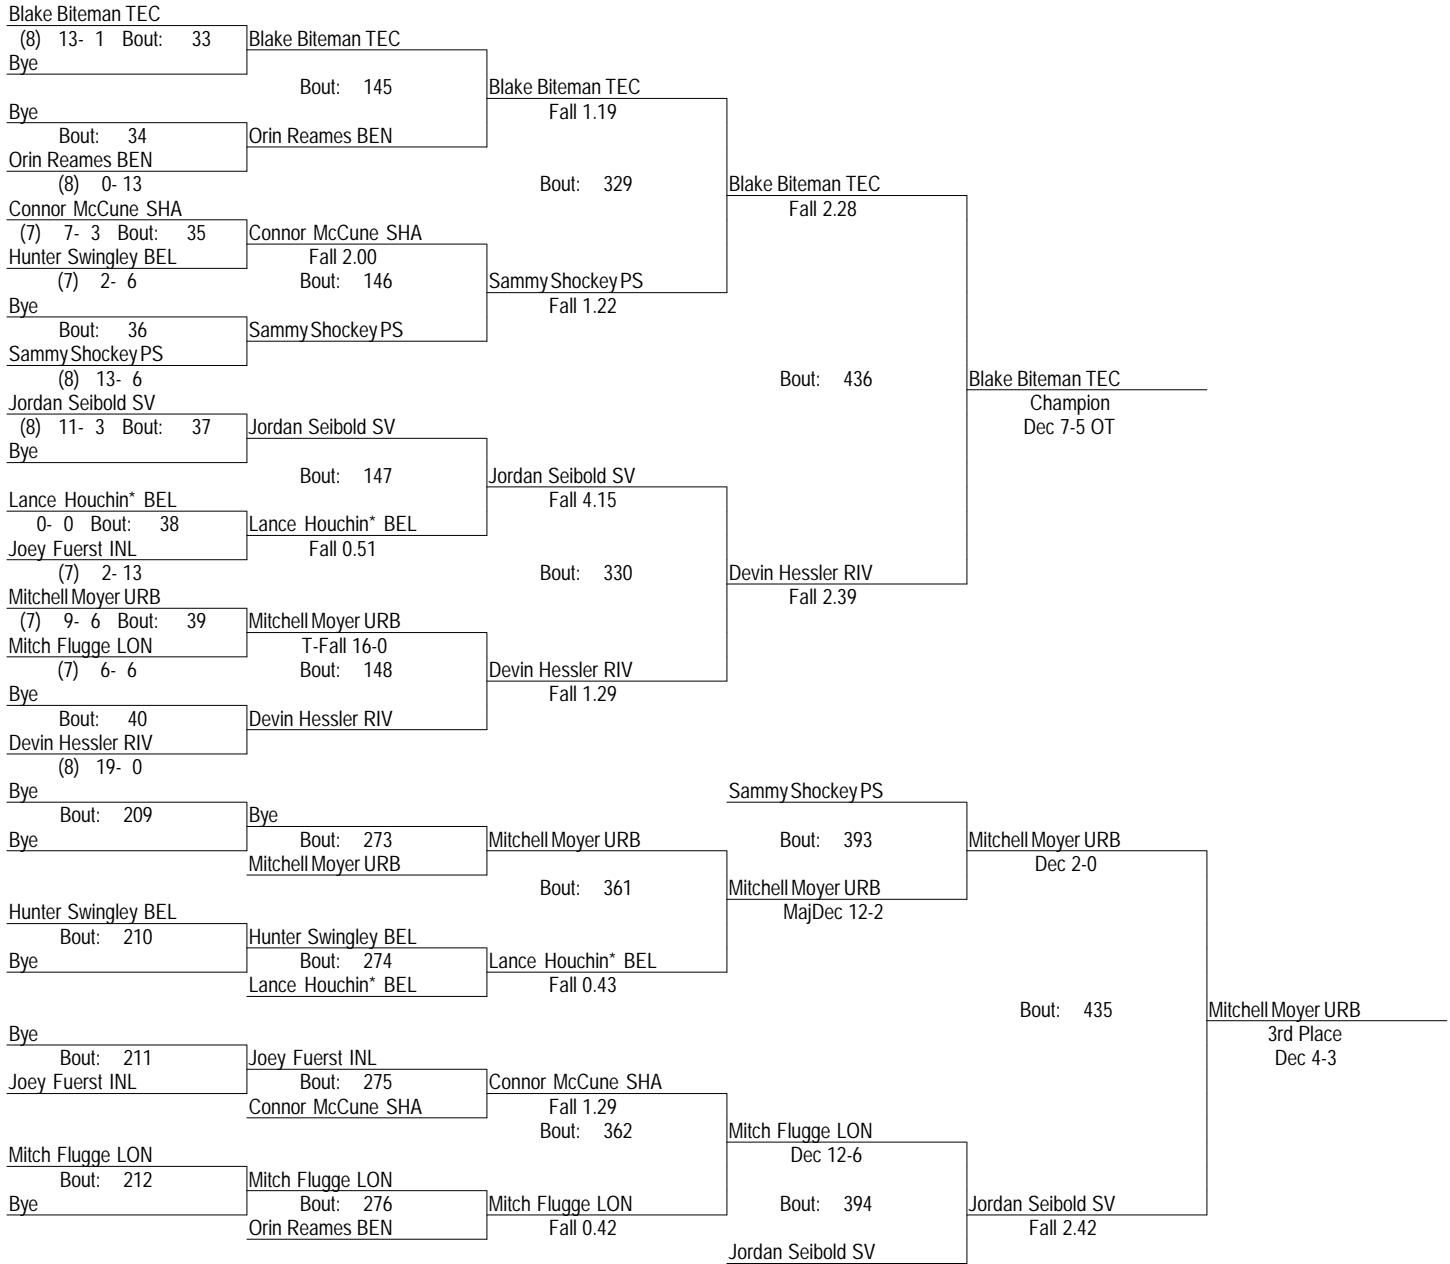 Blake Biteman TEC
(8) 13- 1 Bout: 33
Blake Biteman TEC
Bye
Bout: 145
Blake Biteman TEC
Bye
Fall 1.19
Bout: 34
Orin Reames BEN
Orin Reames BEN
(8) 0- 13
Bout: 329
Blake Biteman TEC
Connor McCune SHA
Fall 2.28
(7) 7- 3 Bout: 35
Connor McCune SHA
Hunter Swingley BEL
Fall 2.00
(7) 2- 6
Bout: 146
Sammy Shockey PS
Bye
Fall 1.22
Bout: 36
Sammy Shockey PS
Sammy Shockey PS
(8) 13- 6
Bout: 436
Blake Biteman TEC
Jordan Seibold SV
Champion
(8) 11- 3 Bout: 37
Jordan Seibold SV
Dec 7-5 OT
Bye
Bout: 147
Jordan Seibold SV
Lance Houchin* BEL
Fall 4.15
0- 0 Bout: 38
Lance Houchin* BEL
Joey Fuerst INL
Fall 0.51
(7) 2- 13
Bout: 330
Devin Hessler RIV
Mitchell Moyer URB
Fall 2.39
(7) 9- 6 Bout: 39
Mitchell Moyer URB
Mitch Flugge LON
T-Fall 16-0
(7) 6- 6
Bout: 148
Devin Hessler RIV
Bye
Fall 1.29
Bout: 40
Devin Hessler RIV
Devin Hessler RIV
(8) 19- 0
Bye
Sammy Shockey PS
Bout: 209
Bye
Bye
Bout: 273
Mitchell Moyer URB
Bout: 393
Mitchell Moyer URB
Mitchell Moyer URB
Dec 2-0
Bout: 361
Mitchell Moyer URB
Hunter Swingley BEL
MajDec 12-2
Bout: 210
Hunter Swingley BEL
Bye
Bout: 274
Lance Houchin* BEL
Lance Houchin* BEL
Fall 0.43
Bout: 435
Mitchell Moyer URB
Bye
3rd Place
Bout: 211
Joey Fuerst INL
Dec 4-3
Joey Fuerst INL
Bout: 275
Connor McCune SHA
Connor McCune SHA
Fall 1.29
Bout: 362
Mitch Flugge LON
Mitch Flugge LON
Dec 12-6
Bout: 212
Mitch Flugge LON
Bye
Bout: 276
Mitch Flugge LON
Bout: 394
Jordan Seibold SV
Orin Reames BEN
Fall 0.42
Fall 2.42
Jordan Seibold SV